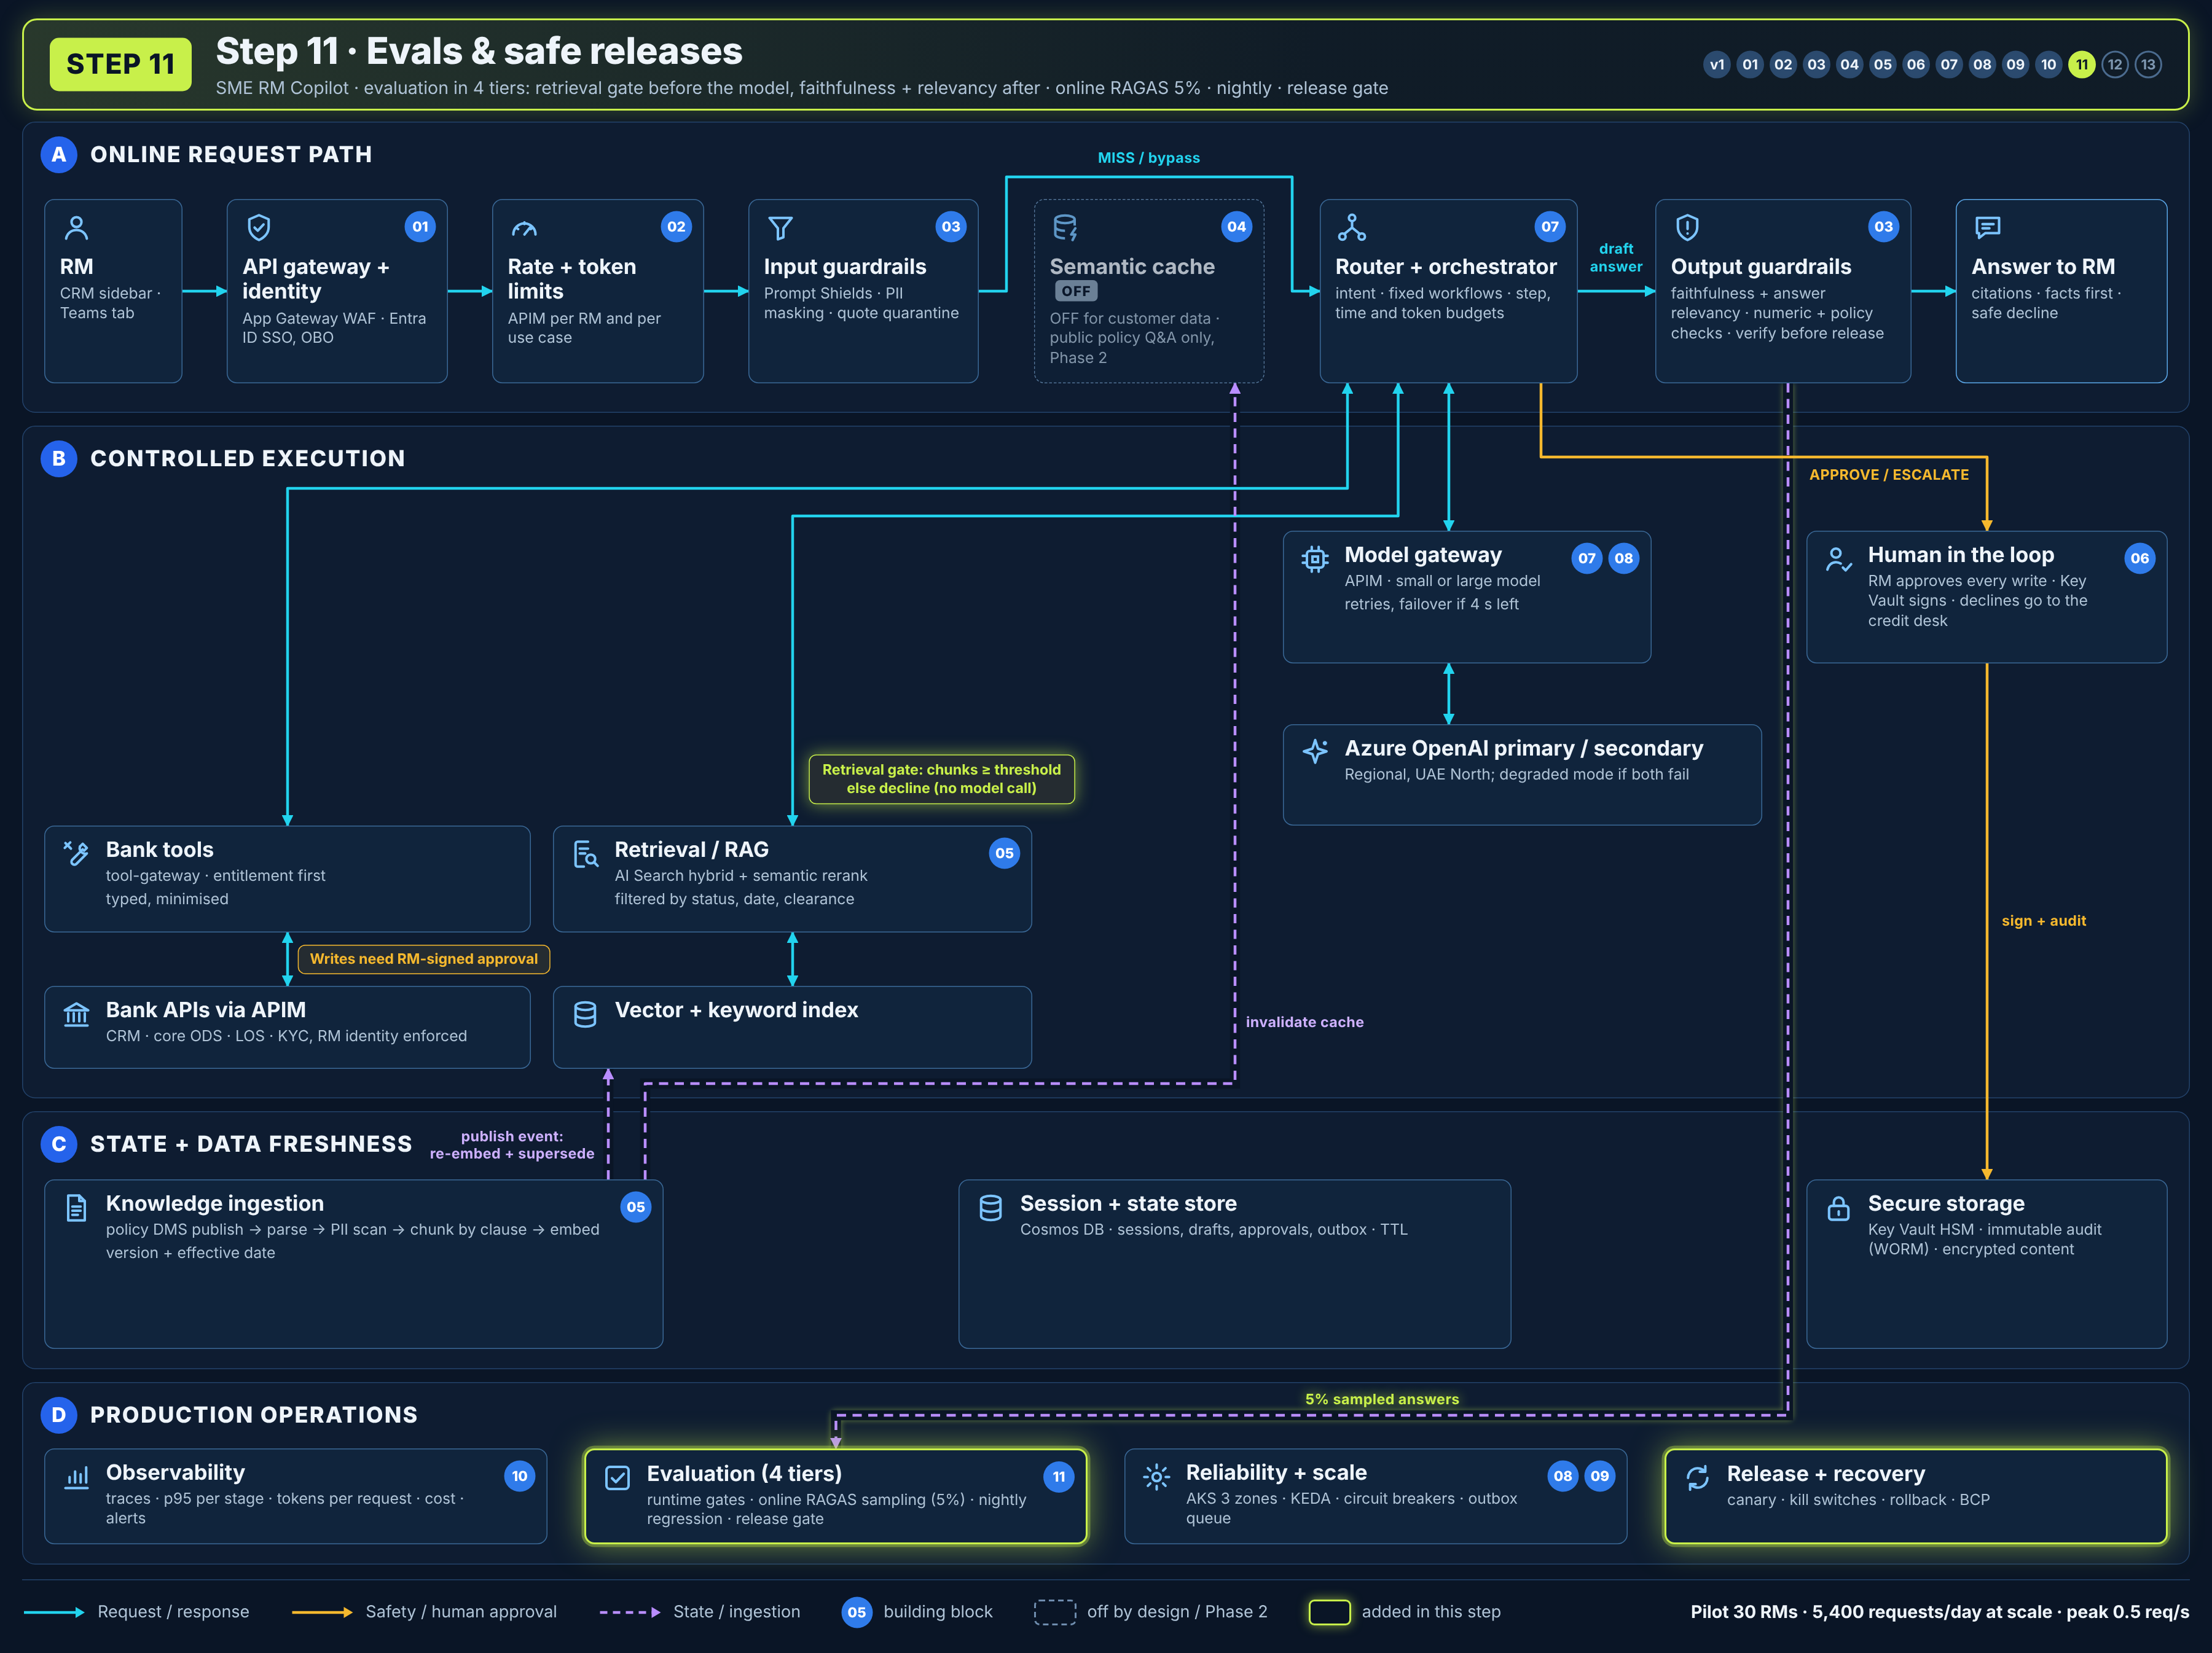 STEP 11
Step 11 · Evals & safe releases
SME RM Copilot · evaluation in 4 tiers: retrieval gate before the model, faithfulness + relevancy after · online RAGAS 5% · nightly · release gate
v1 01 02 03 04 05 06 07 08 09 10 11 12 13
A ONLINE REQUEST PATH
MISS / bypass
RM
CRM sidebar ·
Teams tab
01
API gateway +
identity
App Gateway WAF · Entra
ID SSO, OBO
02
Rate + token
limits
APIM per RM and per
use case
03
Input guardrails
Prompt Shields · PII
masking · quote quarantine
04
Semantic cache
OFF
OFF for customer data ·
public policy Q&A only,
Phase 2
07
Router + orchestrator
intent · fixed workflows · step,
time and token budgets
draft
answer
03
Output guardrails
faithfulness + answer
relevancy · numeric + policy
checks · verify before release
Answer to RM
citations · facts first ·
safe decline
B CONTROLLED EXECUTION
APPROVE / ESCALATE
Model gateway
07 08
APIM · small or large model
retries, failover if 4 s left
Human in the loop
06
RM approves every write · Key
Vault signs · declines go to the
credit desk
Azure OpenAI primary / secondary
Regional, UAE North; degraded mode if both fail
Retrieval gate: chunks ≥ threshold
else decline (no model call)
Bank tools
tool-gateway · entitlement first
typed, minimised
Retrieval / RAG
05
AI Search hybrid + semantic rerank
filtered by status, date, clearance
sign + audit
Writes need RM-signed approval
Bank APIs via APIM
CRM · core ODS · LOS · KYC, RM identity enforced
Vector + keyword index
invalidate cache
C STATE + DATA FRESHNESS
publish event:
re-embed + supersede
Knowledge ingestion
05
policy DMS publish → parse → PII scan → chunk by clause → embed
version + effective date
Session + state store
Cosmos DB · sessions, drafts, approvals, outbox · TTL
Secure storage
Key Vault HSM · immutable audit
(WORM) · encrypted content
D PRODUCTION OPERATIONS
5% sampled answers
Observability
10
traces · p95 per stage · tokens per request · cost ·
alerts
Evaluation (4 tiers)
11
runtime gates · online RAGAS sampling (5%) · nightly
regression · release gate
Reliability + scale
08 09
AKS 3 zones · KEDA · circuit breakers · outbox
queue
Release + recovery
canary · kill switches · rollback · BCP
Request / response
Safety / human approval
State / ingestion
05 building block
off by design / Phase 2
added in this step
Pilot 30 RMs · 5,400 requests/day at scale · peak 0.5 req/s